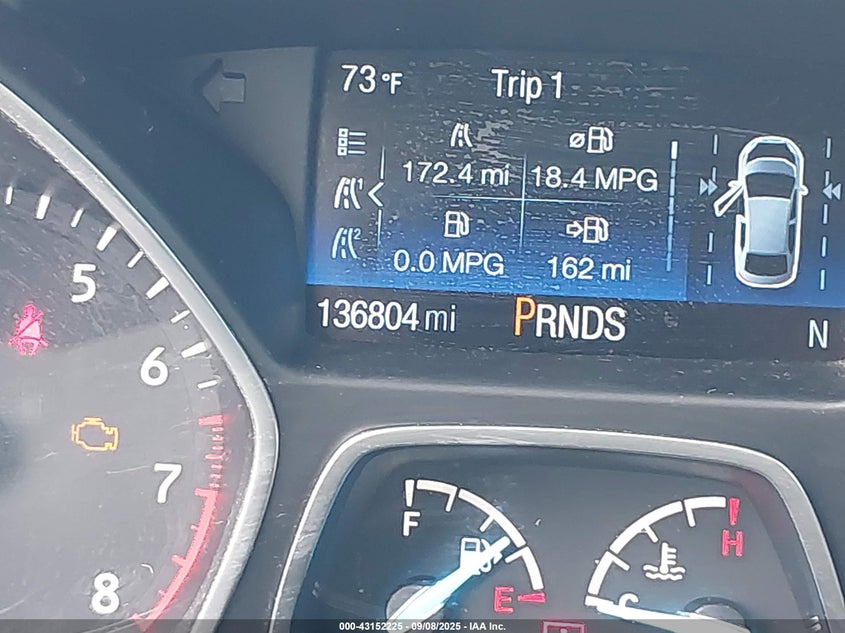 73°F Trip 1
172.4 mi 18.4 MPG
1
2
0.0 MPG 162 mi
136804 mi PRNDS N
5
6
7
8
F
E
H
C
000-43152225 - 09/08/2025 - IAA Inc.